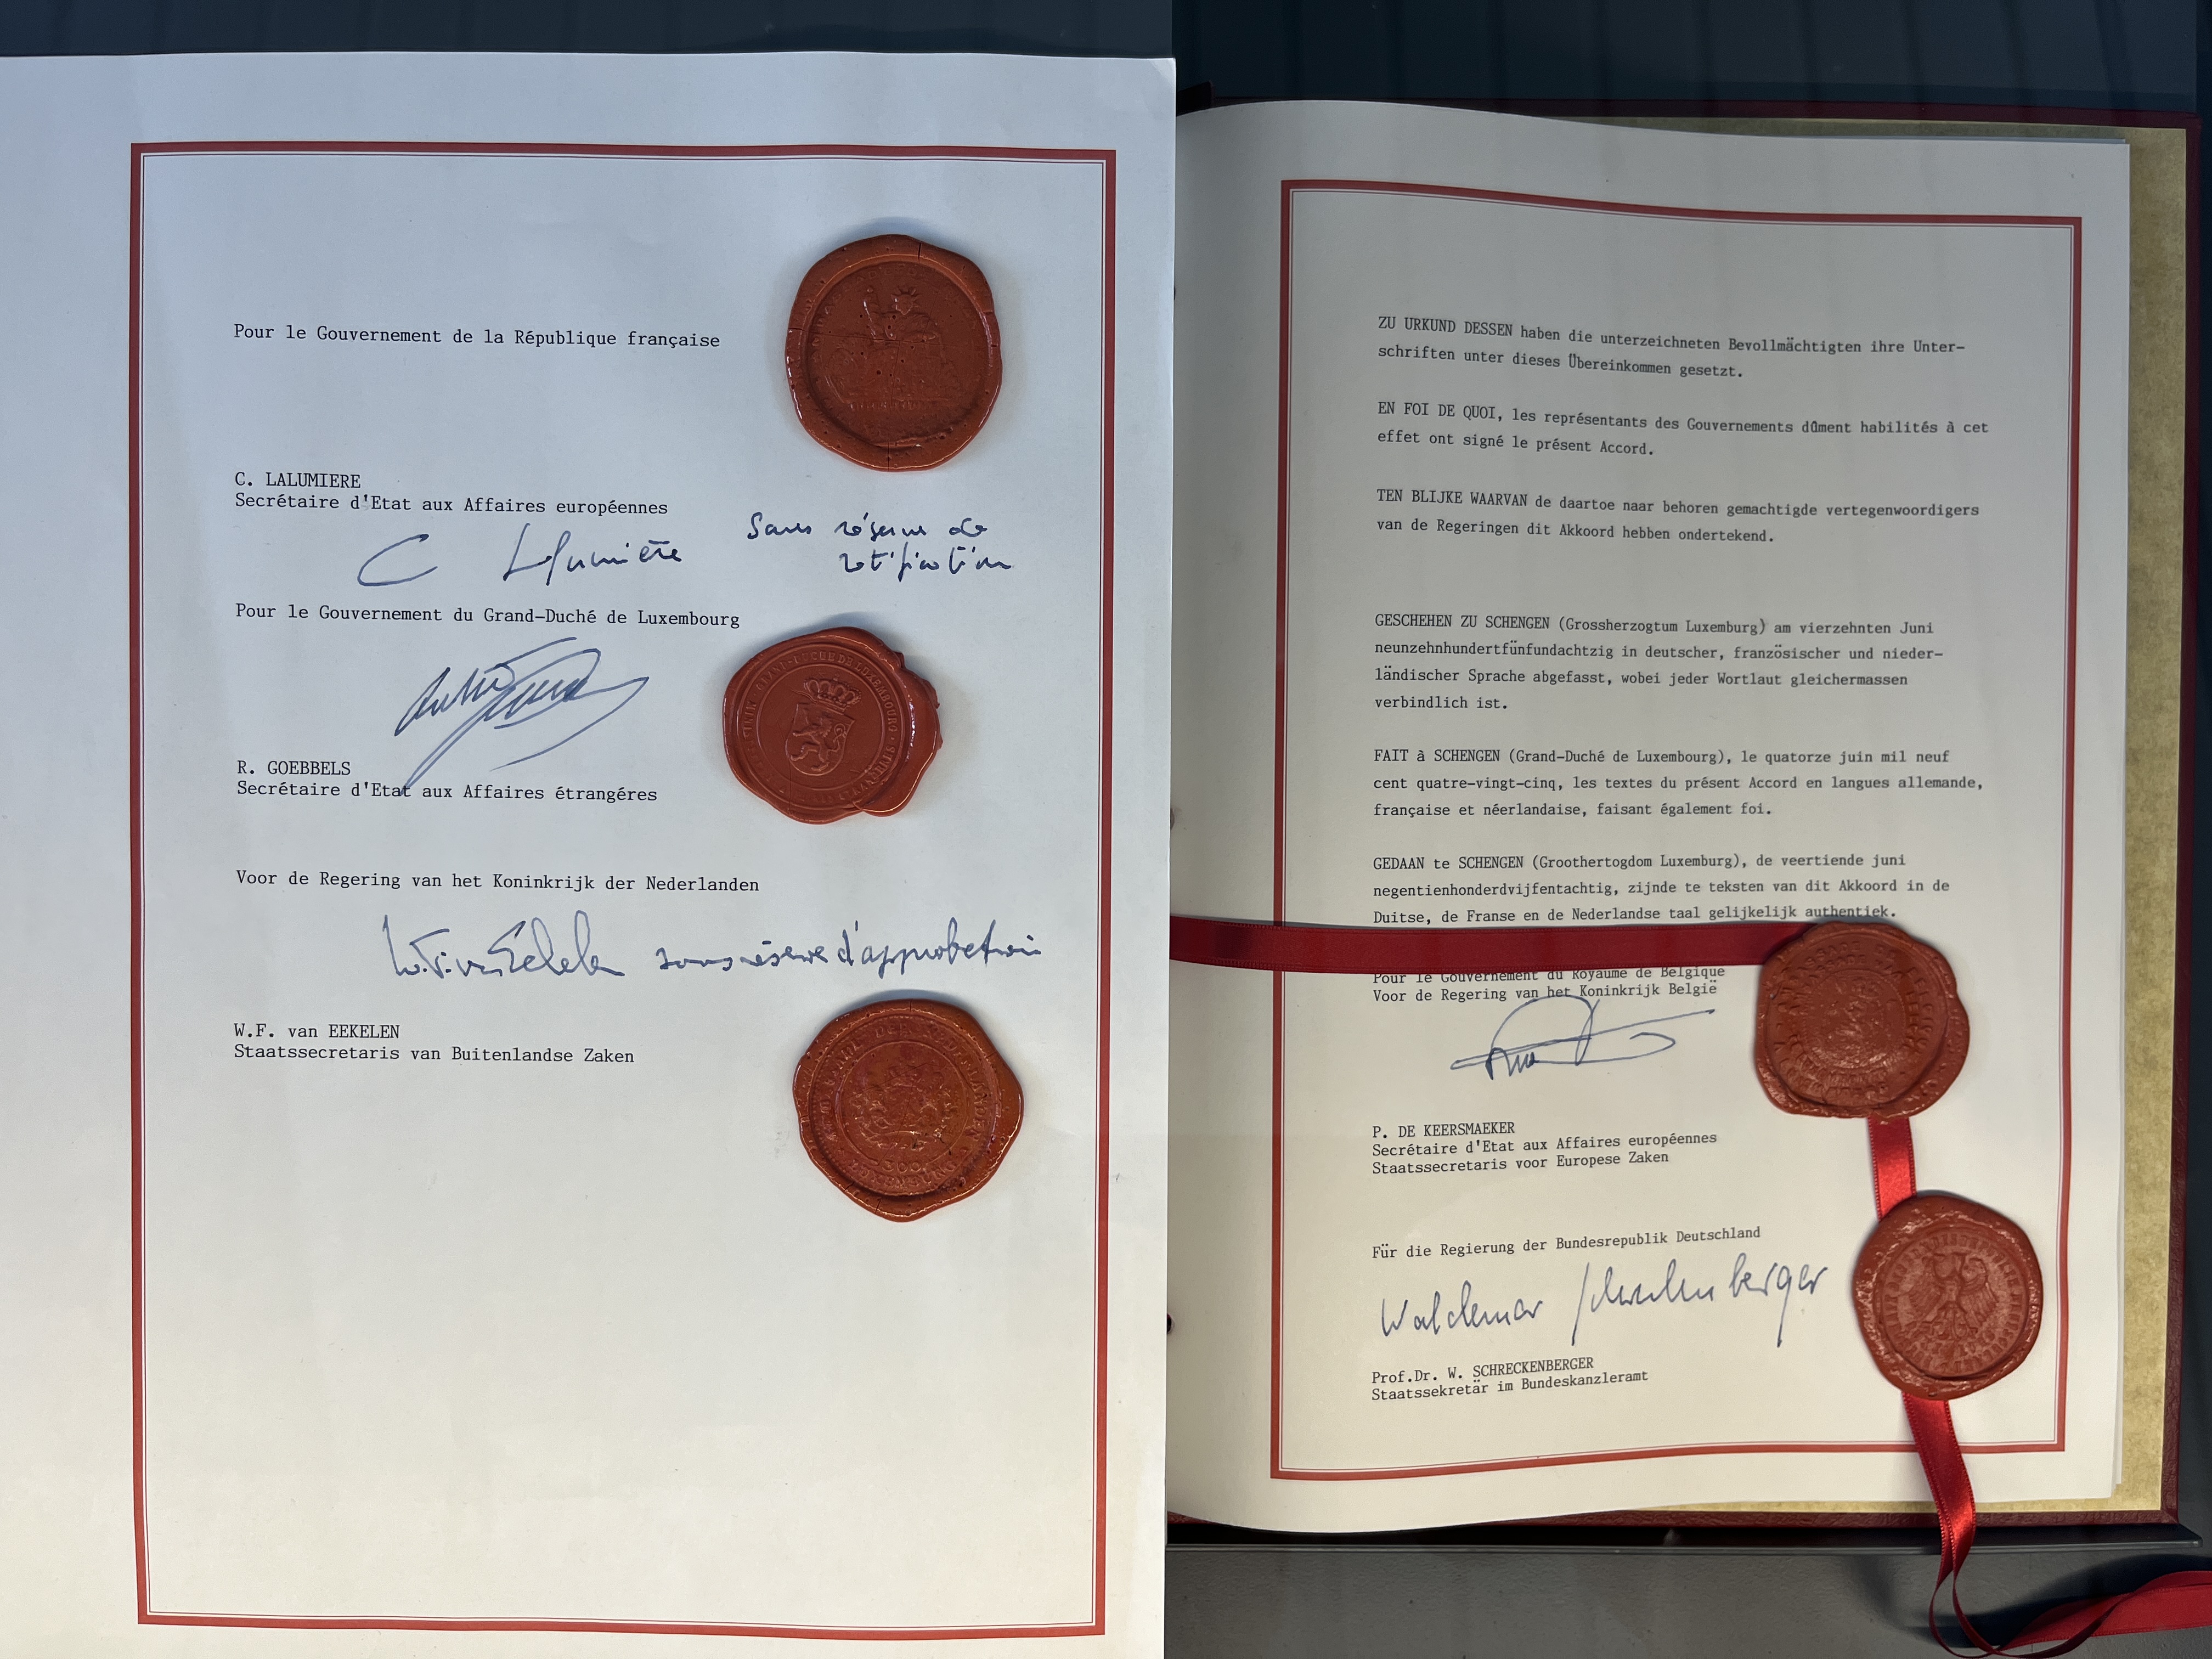 Pour le Gouvernement de la République française
C. LALUMIERE
Secrétaire d'Etat aux Affaires européennes
C Lalumière
Sans réserve de
ratification
Pour le Gouvernement du Grand-Duché de Luxembourg
GRAND-DUCHE DE LUXEMBOURG
R. GOEBBELS
Secrétaire d'Etat aux Affaires étrangéres
Voor de Regering van het Koninkrijk der Nederlanden
W.F. van Eekelen sous réserve d'approbation
W.F. van EEKELEN
Staatssecretaris van Buitenlandse Zaken
DER NEDERLANDEN
ZU URKUND DESSEN haben die unterzeichneten Bevollmächtigten ihre Unter-
schriften unter dieses Übereinkommen gesetzt.
EN FOI DE QUOI, les représentants des Gouvernements dûment habilités à cet
effet ont signé le présent Accord.
TEN BLIJKE WAARVAN de daartoe naar behoren gemachtigde vertegenwoordigers
van de Regeringen dit Akkoord hebben ondertekend.
GESCHEHEN ZU SCHENGEN (Grossherzogtum Luxemburg) am vierzehnten Juni
neunzehnhundertfünfundachtzig in deutscher, französischer und nieder-
ländischer Sprache abgefasst, wobei jeder Wortlaut gleichermassen
verbindlich ist.
FAIT à SCHENGEN (Grand-Duché de Luxembourg), le quatorze juin mil neuf
cent quatre-vingt-cinq, les textes du présent Accord en langues allemande,
française et néerlandaise, faisant également foi.
GEDAAN te SCHENGEN (Groothertogdom Luxemburg), de veertiende juni
negentienhonderdvijfentachtig, zijnde te teksten van dit Akkoord in de
Duitse, de Franse en de Nederlandse taal gelijkelijk authentiek.
Pour le Gouvernement du Royaume de Belgique
Voor de Regering van het Koninkrijk België
P. DE KEERSMAEKER
Secrétaire d'Etat aux Affaires européennes
Staatssecretaris voor Europese Zaken
Für die Regierung der Bundesrepublik Deutschland
Waldemar Schreckenberger
Prof.Dr. W. SCHRECKENBERGER
Staatssekretär im Bundeskanzleramt